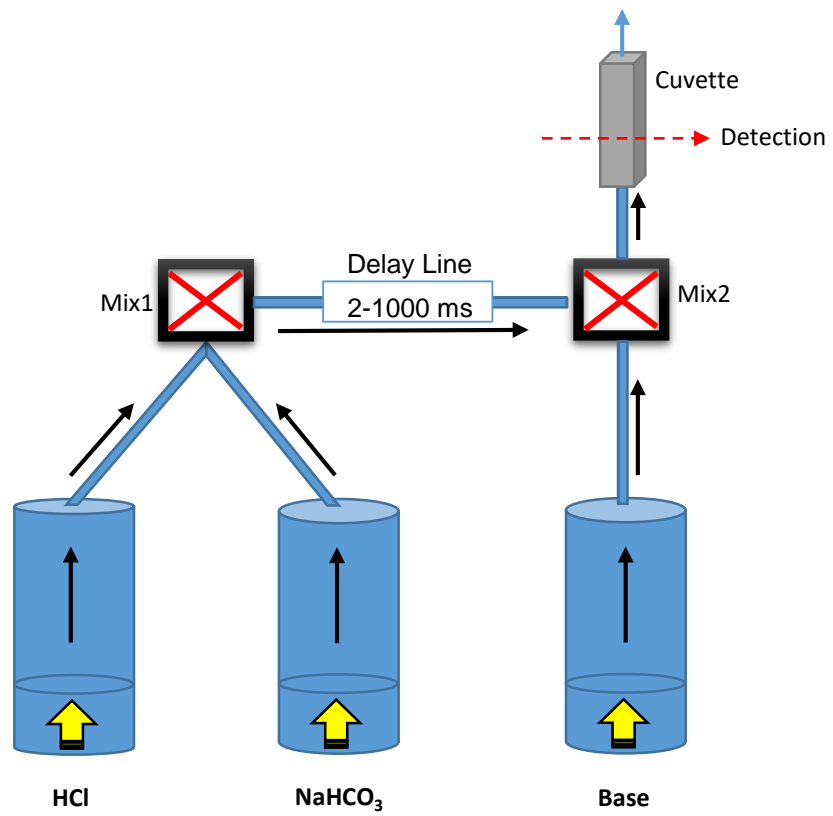 Cuvette
Detection
Delay Line
Mix1
2-1000 ms
Mix2
HCl
NaHCO₃
Base